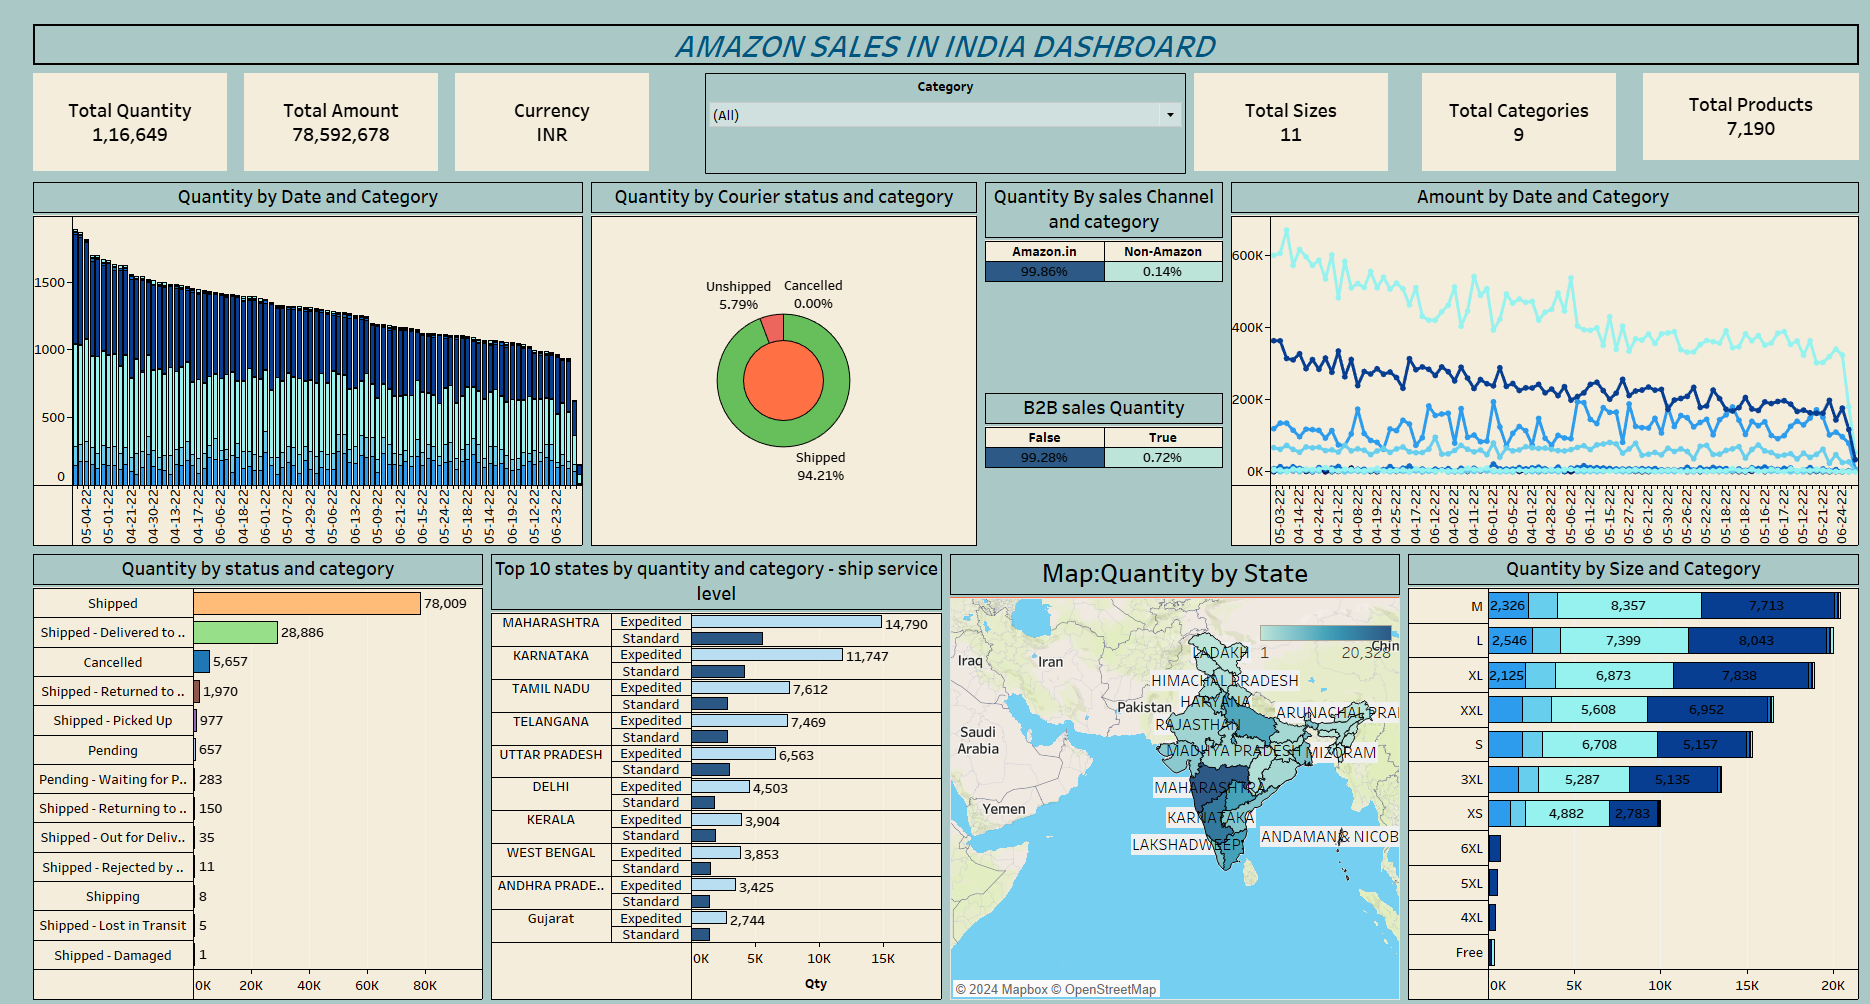 AMAZON SALES IN INDIA DASHBOARD
Total Quantity
1,16,649
Total Amount
78,592,678
Currency
INR
Category
(All)
Total Sizes
11
Total Categories
9
Total Products
7,190
Quantity by Date and Category
1500
1000
500
0
05-04-22
05-01-22
04-21-22
04-30-22
04-13-22
04-17-22
06-06-22
04-18-22
06-01-22
05-07-22
04-29-22
05-06-22
06-13-22
05-09-22
06-21-22
06-15-22
05-24-22
05-18-22
05-14-22
06-19-22
05-12-22
06-23-22
Quantity by Courier status and category
Unshipped
5.79%
Cancelled
0.00%
Shipped
94.21%
Quantity By sales Channel
and category
Amazon.in Non-Amazon
99.86% 0.14%
B2B sales Quantity
False True
99.28% 0.72%
Amount by Date and Category
600K
400K
200K
0K
05-03-22
04-14-22
04-24-22
04-21-22
04-08-22
04-19-22
04-25-22
04-17-22
06-12-22
04-02-22
04-11-22
06-01-22
04-01-22
04-28-22
05-06-22
06-11-22
05-15-22
05-27-22
06-21-22
05-30-22
05-26-22
05-22-22
05-18-22
06-18-22
05-16-22
06-17-22
05-12-22
05-21-22
06-24-22
Quantity by status and category
Shipped 78,009
Shipped - Delivered to .. 28,886
Cancelled 5,657
Shipped - Returned to .. 1,970
Shipped - Picked Up 977
Pending 657
Pending - Waiting for P.. 283
Shipped - Returning to .. 150
Shipped - Out for Deliv.. 35
Shipped - Rejected by .. 11
Shipping 8
Shipped - Lost in Transit 5
Shipped - Damaged 1
0K 20K 40K 60K 80K
Top 10 states by quantity and category - ship service
level
MAHARASHTRA Expedited 14,790
Standard
KARNATAKA Expedited 11,747
Standard
TAMIL NADU Expedited 7,612
Standard
TELANGANA Expedited 7,469
Standard
UTTAR PRADESH Expedited 6,563
Standard
DELHI Expedited 4,503
Standard
KERALA Expedited 3,904
Standard
WEST BENGAL Expedited 3,853
Standard
ANDHRA PRADE.. Expedited 3,425
Standard
Gujarat Expedited 2,744
Standard
0K 5K 10K 15K
Qty
Map:Quantity by State
1 20,328
Chin
Iraq
Iran
LADAKH
HIMACHAL PRADESH
Pakistan
HARYANA
ARUNACHAL PRA
RAJASTHAN
Saudi
Arabia
MADHYA PRADESH
MIZORAM
MAHARASHTRA
Yemen
KARNATAKA
LAKSHADWEEP
ANDAMAN & NICOB
© 2024 Mapbox © OpenStreetMap
Quantity by Size and Category
M 2,326 8,357 7,713
L 2,546 7,399 8,043
XL 2,125 6,873 7,838
XXL 5,608 6,952
S 6,708 5,157
3XL 5,287 5,135
XS 4,882 2,783
6XL
5XL
4XL
Free
0K 5K 10K 15K 20K